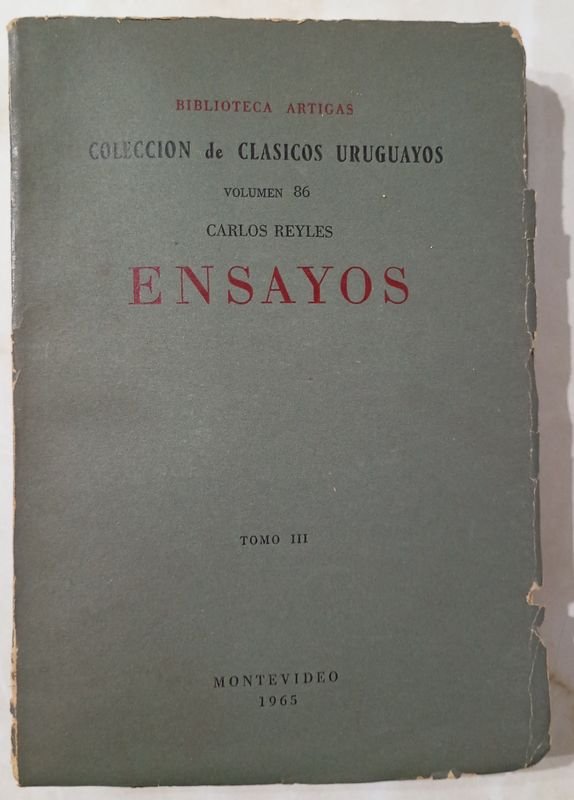 BIBLIOTECA ARTIGAS
COLECCION de CLASICOS URUGUAYOS
VOLUMEN 86
CARLOS REYLES
ENSAYOS
TOMO III
MONTEVIDEO
1965